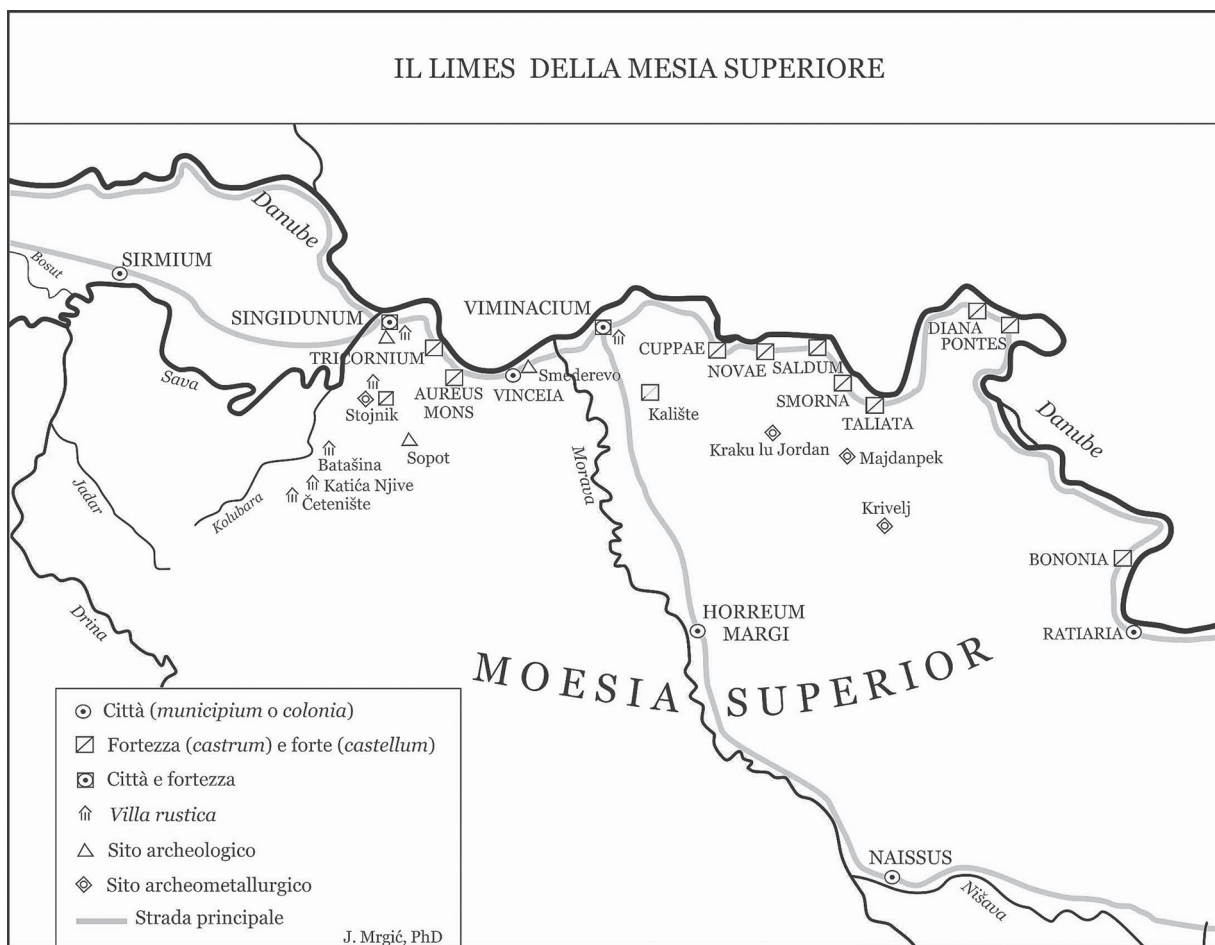 IL LIMES DELLA MESIA SUPERIORE
Danube
Bosut
SIRMIUM
SINGIDUNUM
VIMINACIUM
DIANA
PONTES
TRICORNIUM
CUPPAE
NOVAE
SALDUM
Sava
Smederevo
AUREUS
MONS
VINCEIA
SMORNA
TALIATA
Stojnik
Kalište
Danube
Sopot
Kraku lu Jordan
Majdanpek
Batašina
Katića Njive
Četenište
Jadar
Kolubara
Morava
Krivelj
BONONIA
Drina
HORREUM
MARGI
RATIARIA
MOESIA SUPERIOR
Città (municipium o colonia)
Fortezza (castrum) e forte (castellum)
Città e fortezza
Villa rustica
Sito archeologico
Sito archeometallurgico
Strada principale
J. Mrgić, PhD
NAISSUS
Nišava